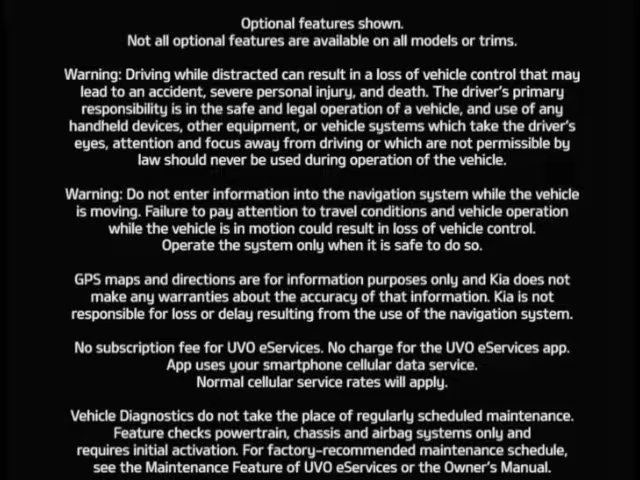 Optional features shown.
Not all optional features are available on all models or trims.
Warning: Driving while distracted can result in a loss of vehicle control that may
lead to an accident, severe personal injury, and death. The driver's primary
responsibility is in the safe and legal operation of a vehicle, and use of any
handheld devices, other equipment, or vehicle systems which take the driver's
eyes, attention and focus away from driving or which are not permissible by
law should never be used during operation of the vehicle.
Warning: Do not enter information into the navigation system while the vehicle
is moving. Failure to pay attention to travel conditions and vehicle operation
while the vehicle is in motion could result in loss of vehicle control.
Operate the system only when it is safe to do so.
GPS maps and directions are for information purposes only and Kia does not
make any warranties about the accuracy of that information. Kia is not
responsible for loss or delay resulting from the use of the navigation system.
No subscription fee for UVO eServices. No charge for the UVO eServices app.
App uses your smartphone cellular data service.
Normal cellular service rates will apply.
Vehicle Diagnostics do not take the place of regularly scheduled maintenance.
Feature checks powertrain, chassis and airbag systems only and
requires initial activation. For factory-recommended maintenance schedule,
see the Maintenance Feature of UVO eServices or the Owner's Manual.